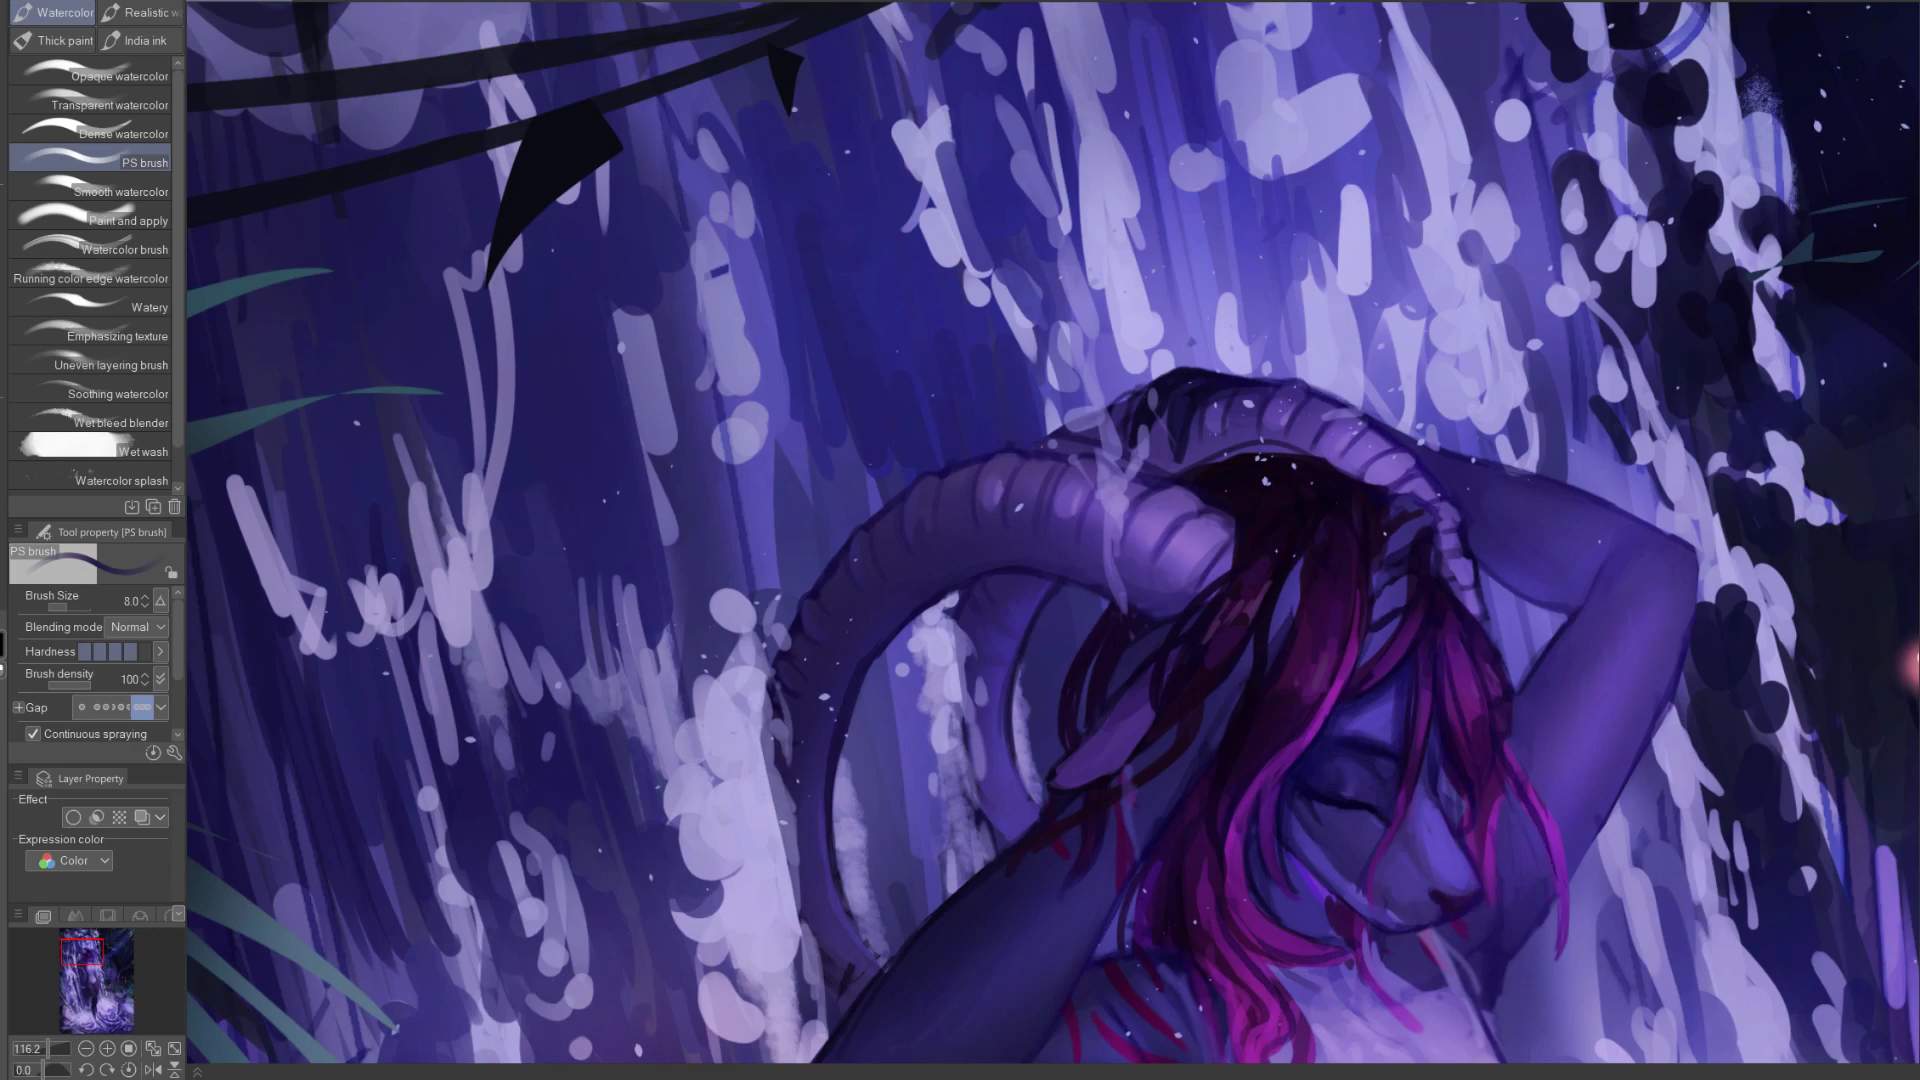 Watercolor
Realistic w
Thick paint
India ink
Opaque watercolor
Transparent watercolor
Dense watercolor
PS brush
Smooth watercolor
Paint and apply
Watercolor brush
Running color edge watercolor
Watery
Emphasizing texture
Uneven layering brush
Soothing watercolor
Wet bleed blender
Wet wash
Watercolor splash
Tool property [PS brush]
PS brush
Brush Size 8.0
Blending mode Normal
Hardness
Brush density 100
Gap
Continuous spraying
Layer Property
Effect
Expression color
Color
116.2
0.0